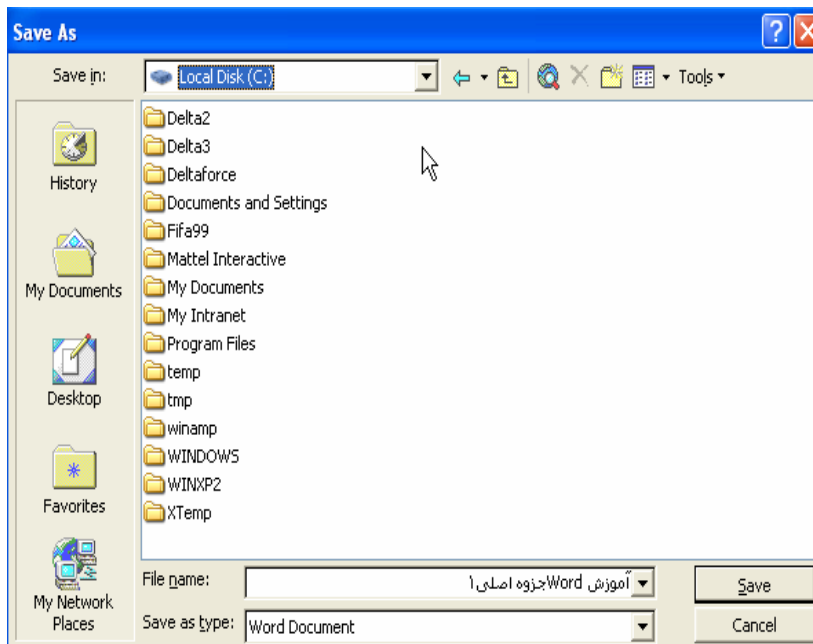 Save As
Save in: Local Disk (C:) Tools
History
My Documents
Desktop
Favorites
My Network
Places
Delta2
Delta3
Deltaforce
Documents and Settings
Fifa99
Mattel Interactive
My Documents
My Intranet
Program Files
temp
tmp
winamp
WINDOWS
WINXP2
XTemp
File name: آموزش Wordجزوه اصلی۱ Save
Save as type: Word Document Cancel